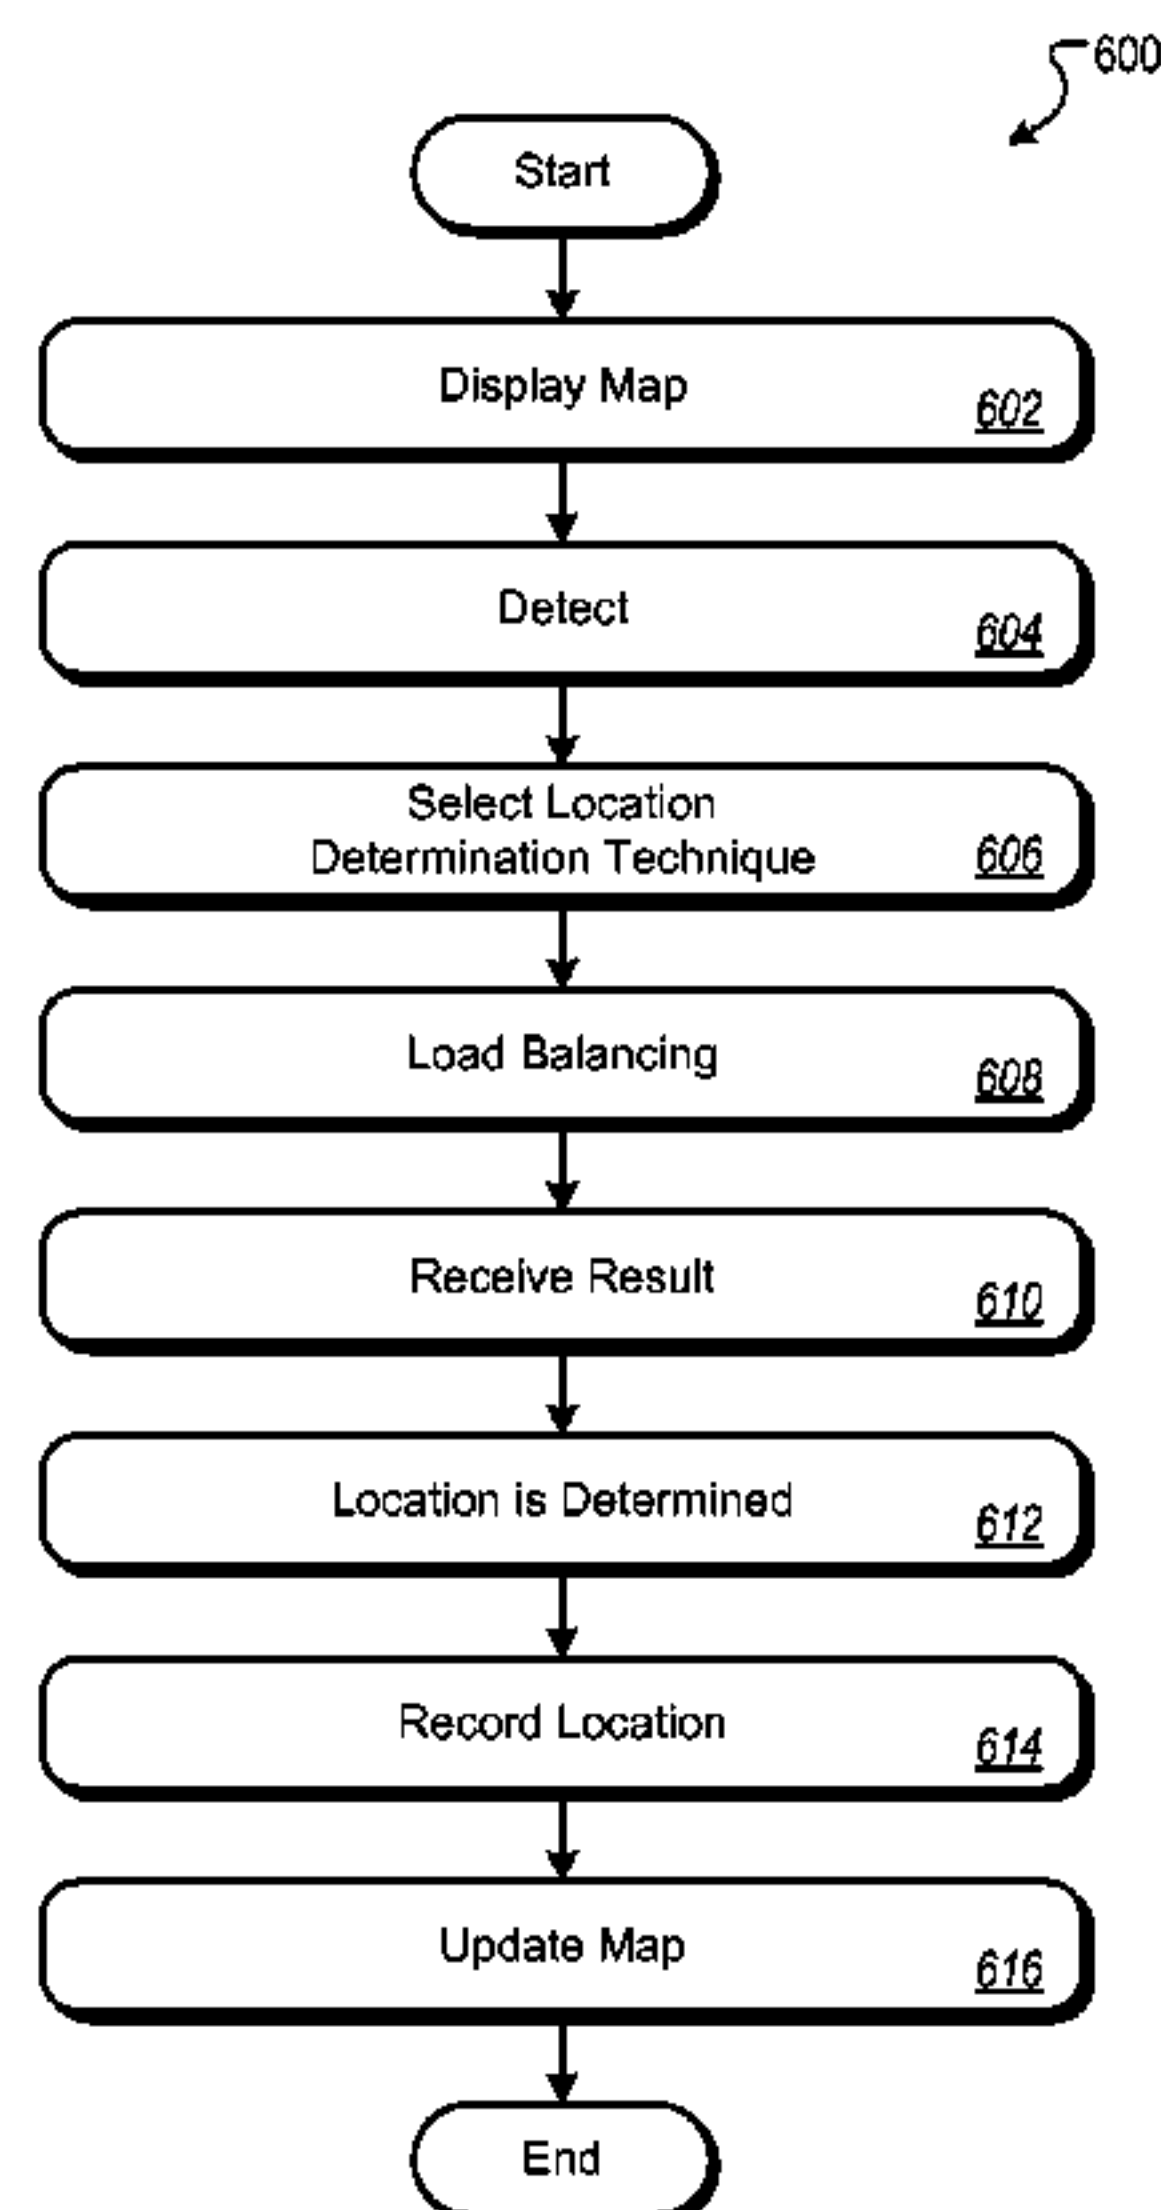 600
Start
Display Map
602
Detect
604
Select Location
Determination Technique
606
Load Balancing
608
Receive Result
610
Location is Determined
612
Record Location
614
Update Map
616
End